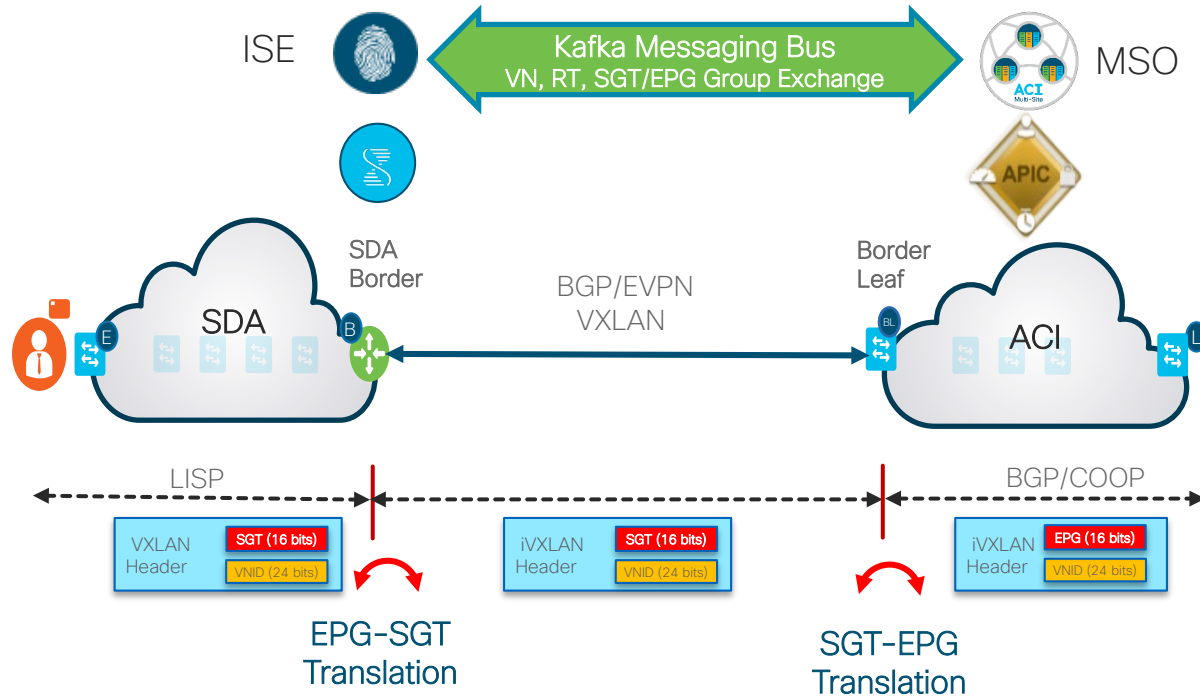 ISE
Kafka Messaging Bus
VN, RT, SGT/EPG Group Exchange
ACI
Multi-Site
MSO
APIC
SDA
Border
Border
Leaf
BGP/EVPN
VXLAN
E
SDA
B
BL
ACI
L
LISP
BGP/COOP
VXLAN
Header
SGT (16 bits)
VNID (24 bits)
iVXLAN
Header
SGT (16 bits)
VNID (24 bits)
iVXLAN
Header
EPG (16 bits)
VNID (24 bits)
EPG-SGT
Translation
SGT-EPG
Translation